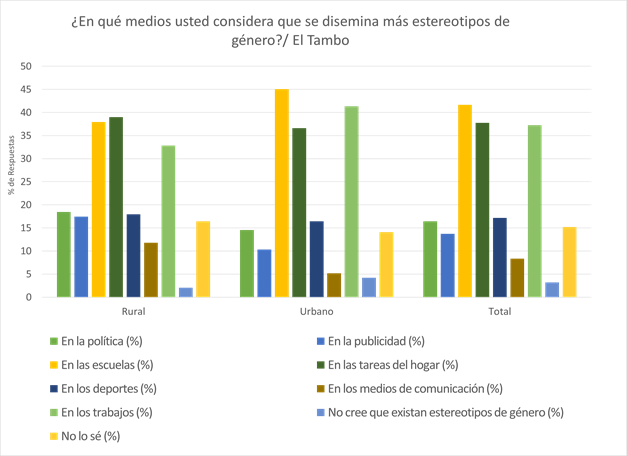 ¿En qué medios usted considera que se disemina más estereotipos de
género?/ El Tambo
50
45
40
35
30
25
20
15
10
5
0
% de Respuestas
Rural Urbano Total
En la política (%) En la publicidad (%)
En las escuelas (%) En las tareas del hogar (%)
En los deportes (%) En los medios de comunicación (%)
En los trabajos (%) No cree que existan estereotipos de género (%)
No lo sé (%)